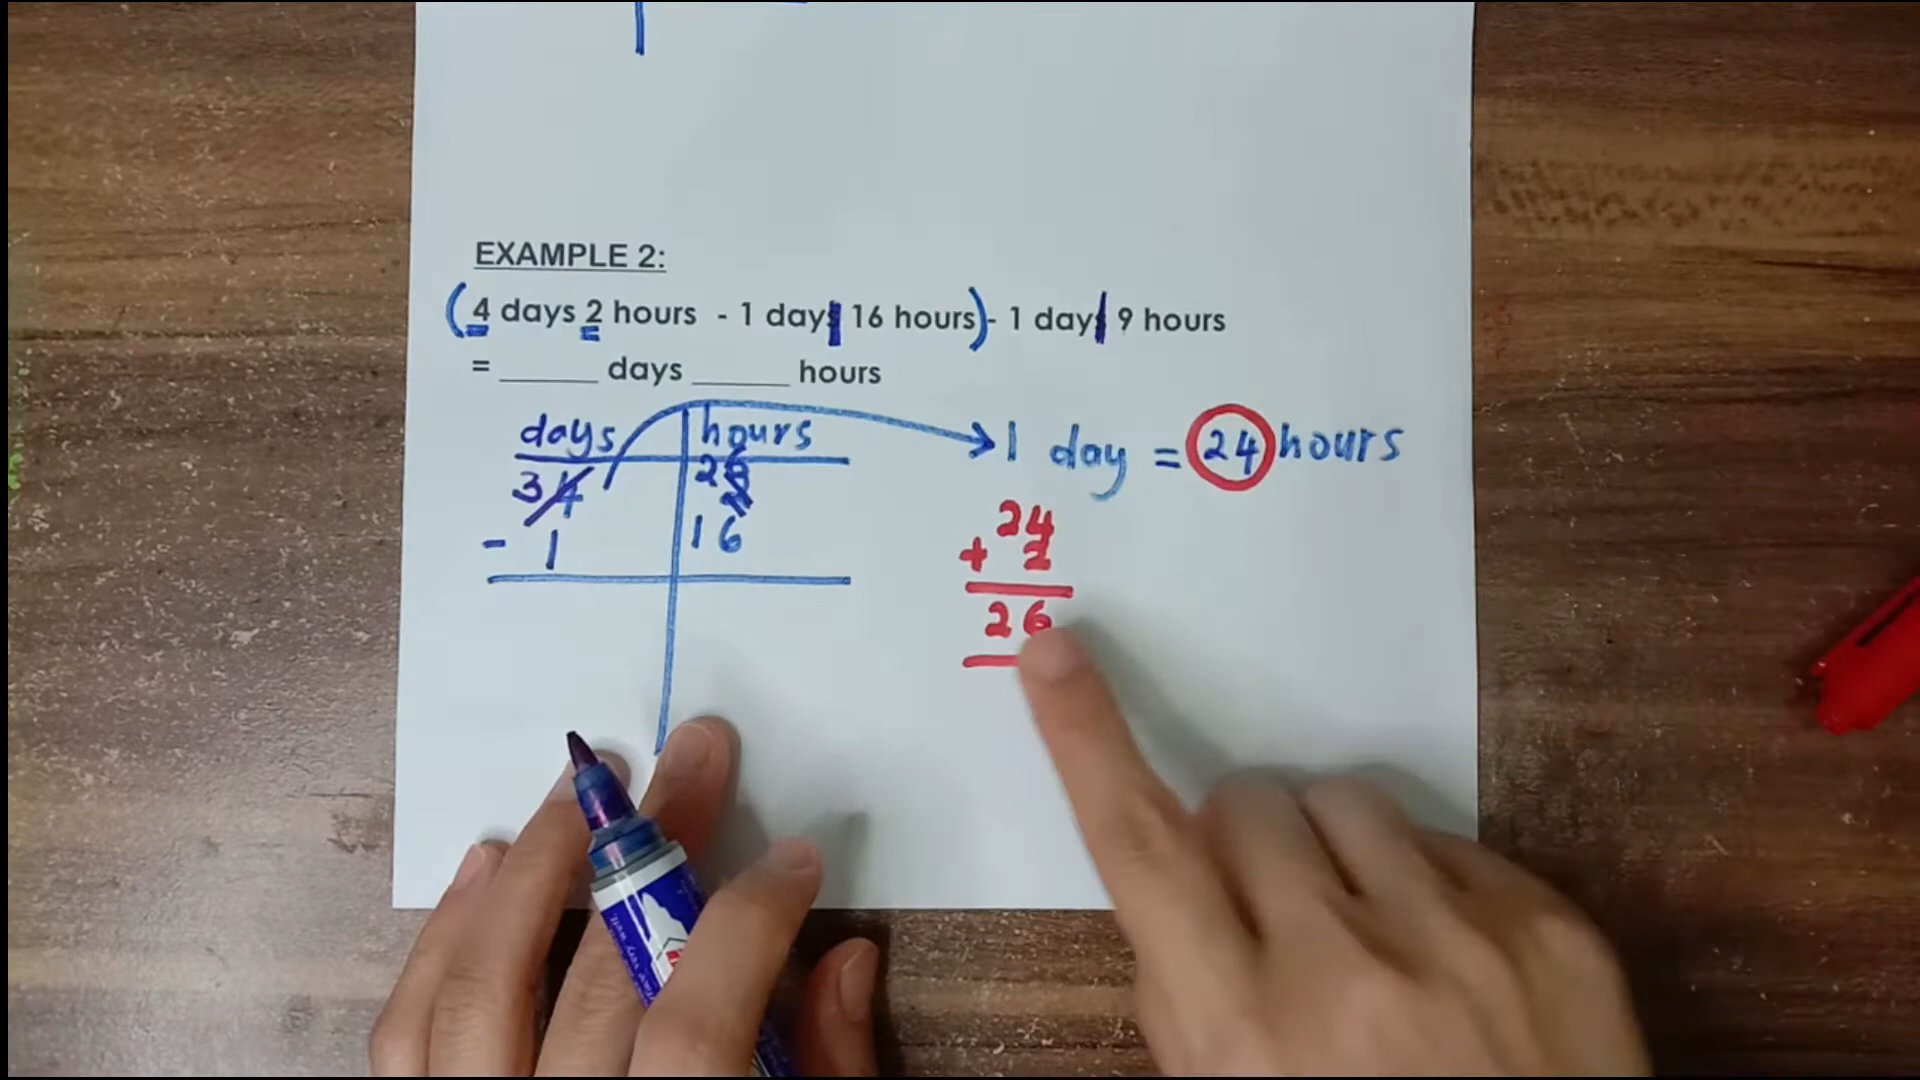 EXAMPLE 2:
(4 days 2 hours - 1 day 16 hours) - 1 day 9 hours
= ______ days ______ hours
days hours
1 day = 24 hours
3 4 26 2
- 1 16
24
+ 2
26